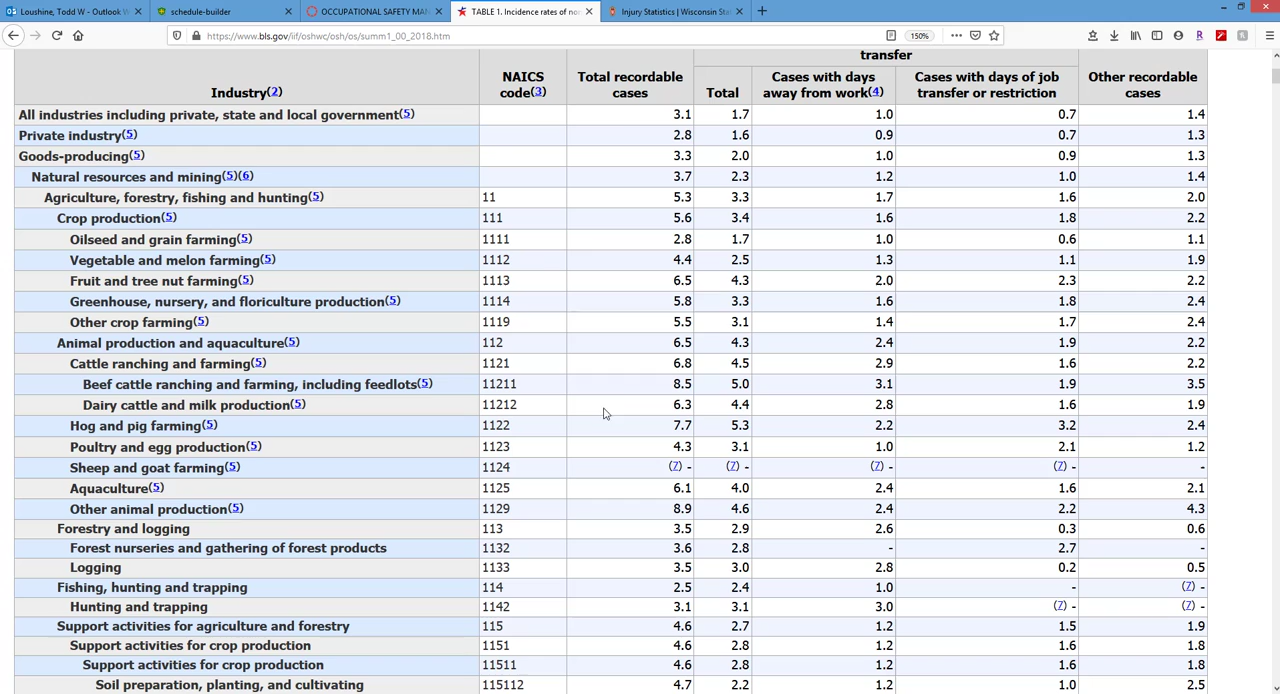 Loushine, Todd W - Outlook
schedule-builder
OCCUPATIONAL SAFETY MAN
TABLE 1. Incidence rates of no
Injury Statistics | Wisconsin Sta
https://www.bls.gov/iif/oshwc/osh/os/summ1_00_2018.htm
150%
transfer
Industry(2) NAICS code(3) Total recordable cases Total Cases with days away from work(4) Cases with days of job transfer or restriction Other recordable cases
All industries including private, state and local government(5) 3.1 1.7 1.0 0.7 1.4
Private industry(5) 2.8 1.6 0.9 0.7 1.3
Goods-producing(5) 3.3 2.0 1.0 0.9 1.3
Natural resources and mining(5)(6) 3.7 2.3 1.2 1.0 1.4
Agriculture, forestry, fishing and hunting(5) 11 5.3 3.3 1.7 1.6 2.0
Crop production(5) 111 5.6 3.4 1.6 1.8 2.2
Oilseed and grain farming(5) 1111 2.8 1.7 1.0 0.6 1.1
Vegetable and melon farming(5) 1112 4.4 2.5 1.3 1.1 1.9
Fruit and tree nut farming(5) 1113 6.5 4.3 2.0 2.3 2.2
Greenhouse, nursery, and floriculture production(5) 1114 5.8 3.3 1.6 1.8 2.4
Other crop farming(5) 1119 5.5 3.1 1.4 1.7 2.4
Animal production and aquaculture(5) 112 6.5 4.3 2.4 1.9 2.2
Cattle ranching and farming(5) 1121 6.8 4.5 2.9 1.6 2.2
Beef cattle ranching and farming, including feedlots(5) 11211 8.5 5.0 3.1 1.9 3.5
Dairy cattle and milk production(5) 11212 6.3 4.4 2.8 1.6 1.9
Hog and pig farming(5) 1122 7.7 5.3 2.2 3.2 2.4
Poultry and egg production(5) 1123 4.3 3.1 1.0 2.1 1.2
Sheep and goat farming(5) 1124 (7) - (7) - (7) - (7) - -
Aquaculture(5) 1125 6.1 4.0 2.4 1.6 2.1
Other animal production(5) 1129 8.9 4.6 2.4 2.2 4.3
Forestry and logging 113 3.5 2.9 2.6 0.3 0.6
Forest nurseries and gathering of forest products 1132 3.6 2.8 - 2.7 -
Logging 1133 3.5 3.0 2.8 0.2 0.5
Fishing, hunting and trapping 114 2.5 2.4 1.0 - (7) -
Hunting and trapping 1142 3.1 3.1 3.0 (7) - (7) -
Support activities for agriculture and forestry 115 4.6 2.7 1.2 1.5 1.9
Support activities for crop production 1151 4.6 2.8 1.2 1.6 1.8
Support activities for crop production 11511 4.6 2.8 1.2 1.6 1.8
Soil preparation, planting, and cultivating 115112 4.7 2.2 1.2 1.0 2.5